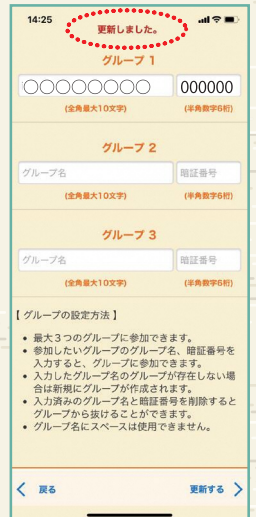 14:25
更新しました。
グループ 1
○○○○○○○○ 000000
(全角最大10文字) (半角数字6桁)
グループ 2
グループ名 暗証番号
(全角最大10文字) (半角数字6桁)
グループ 3
グループ名 暗証番号
(全角最大10文字) (半角数字6桁)
【 グループの設定方法 】
• 最大３つのグループに参加できます。
• 参加したいグループのグループ名、暗証番号を
入力すると、グループに参加できます。
• 入力したグループ名のグループが存在しない場
合は新規にグループが作成されます。
• 入力済みのグループ名と暗証番号を削除すると
グループから抜けることができます。
• グループ名にスペースは使用できません。
戻る 更新する